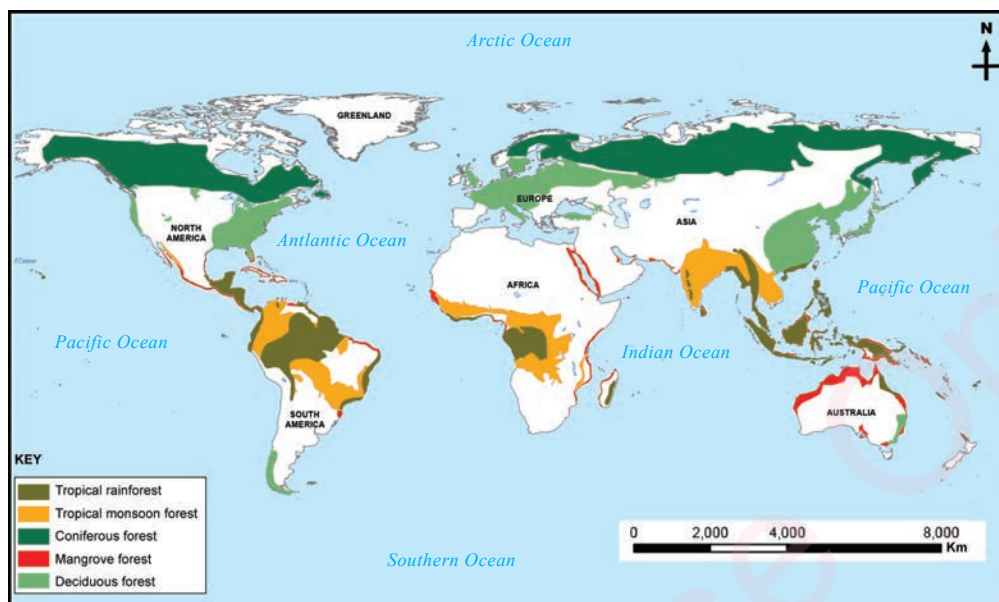 Arctic Ocean
N
GREENLAND
EUROPE
ASIA
NORTH
AMERICA
Antlantic Ocean
AFRICA
Pacific Ocean
Pacific Ocean
Indian Ocean
SOUTH
AMERICA
AUSTRALIA
KEY
Tropical rainforest
Tropical monsoon forest
Coniferous forest
Mangrove forest
Deciduous forest
0 2,000 4,000 8,000
Km
Southern Ocean